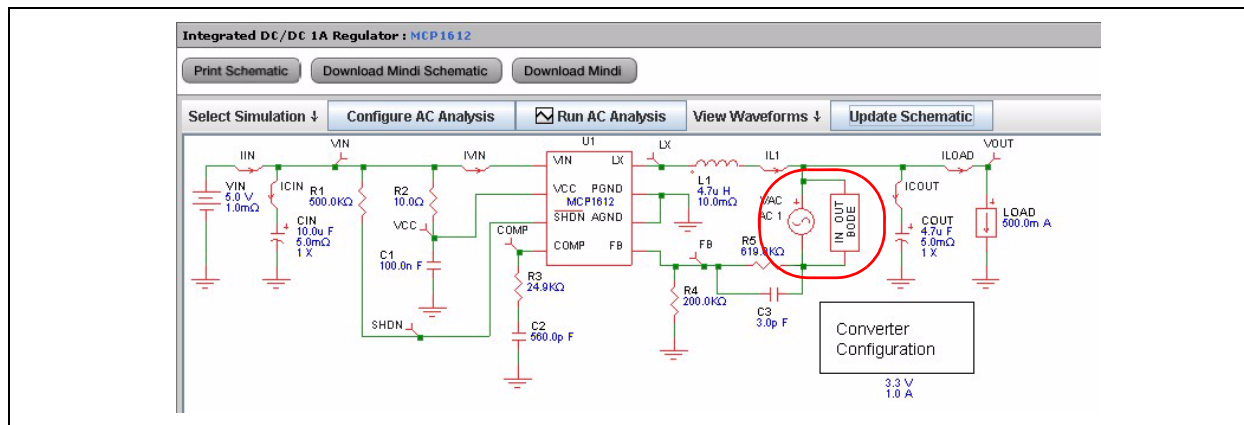 Integrated DC/DC 1A Regulator : MCP1612
Print Schematic
Download Mindi Schematic
Download Mindi
Select Simulation ↓
Configure AC Analysis
Run AC Analysis
View Waveforms ↓
Update Schematic
IIN
VIN
IVIN
U1
LX
IL1
ILOAD
VOUT
VIN
5.0 V
1.0mΩ
ICIN
CIN
10.0u F
5.0mΩ
1 X
R1
500.0KΩ
R2
10.0Ω
VCC
C1
100.0n F
SHDN
VIN LX
VCC PGND
MCP1612
SHDN AGND
COMP FB
COMP
R3
24.9KΩ
C2
560.0p F
L1
4.7u H
10.0mΩ
VAC
AC 1
IN OUT
BODE
FB
R5
619.0KΩ
R4
200.0KΩ
C3
3.0p F
ICOUT
COUT
4.7u F
5.0mΩ
1 X
LOAD
500.0m A
Converter
Configuration
3.3 V
1.0 A